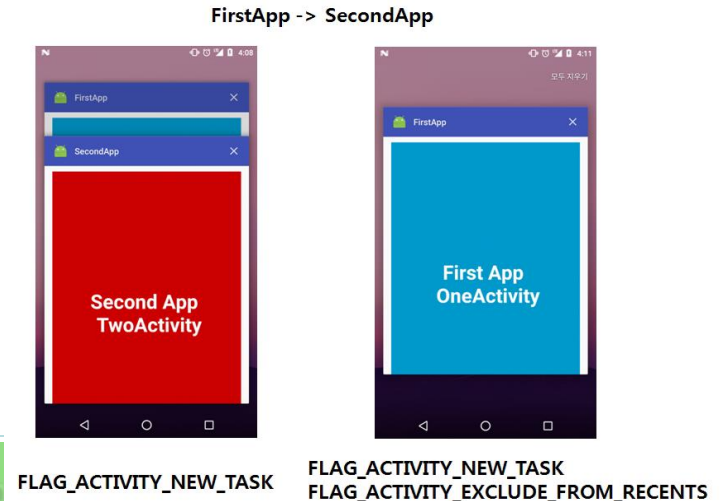 FirstApp -> SecondApp
4:08
FirstApp
SecondApp
Second App
TwoActivity
FLAG_ACTIVITY_NEW_TASK
4:11
모두 지우기
FirstApp
First App
OneActivity
FLAG_ACTIVITY_NEW_TASK
FLAG_ACTIVITY_EXCLUDE_FROM_RECENTS